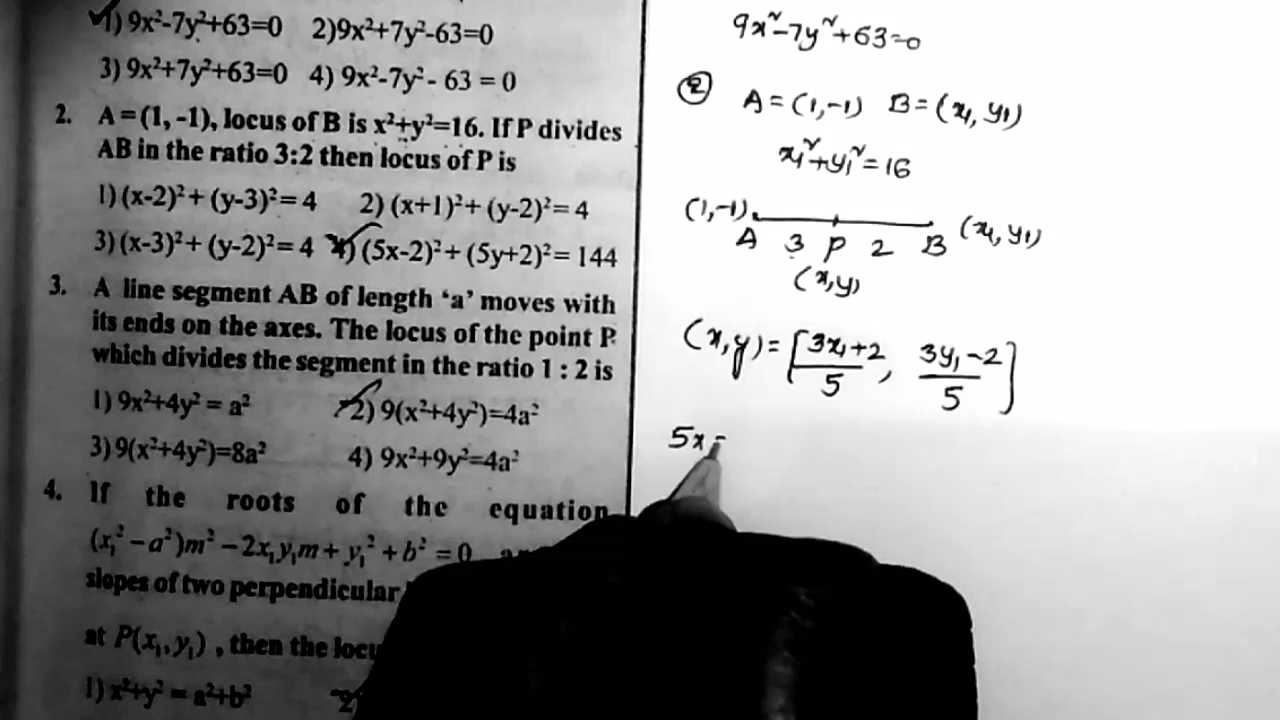 1) 9x²-7y²+63=0 2)9x²+7y²-63=0
3) 9x²+7y²+63=0 4) 9x²-7y² - 63 = 0
2. A = (1, -1), locus of B is x²+y²=16. If P divides
AB in the ratio 3:2 then locus of P is
1) (x-2)² + (y-3)² = 4 2) (x+1)² + (y-2)² = 4
3) (x-3)² + (y-2)² = 4 4) (5x-2)² + (5y+2)² = 144
3. A line segment AB of length ‘a’ moves with
its ends on the axes. The locus of the point P
which divides the segment in the ratio 1 : 2 is
1) 9x²+4y² = a² 2) 9(x²+4y²)=4a²
3) 9(x²+4y²)=8a² 4) 9x²+9y²=4a²
4. If the roots of the equation
(x₁² - a²)m² - 2x₁y₁m + y₁² + b² = 0
slopes of two perpendicular
at P(x₁, y₁) , then the locu
1) x²+y² = a²+b² 2
9x²-7y²+63=0
② A = (1,-1) B = (x₁, y₁)
x₁²+y₁² = 16
(1,-1) (x₁, y₁)
A 3 P 2 B
(x,y)
(x,y) = [3x₁+2/5, 3y₁-2/5]
5x=